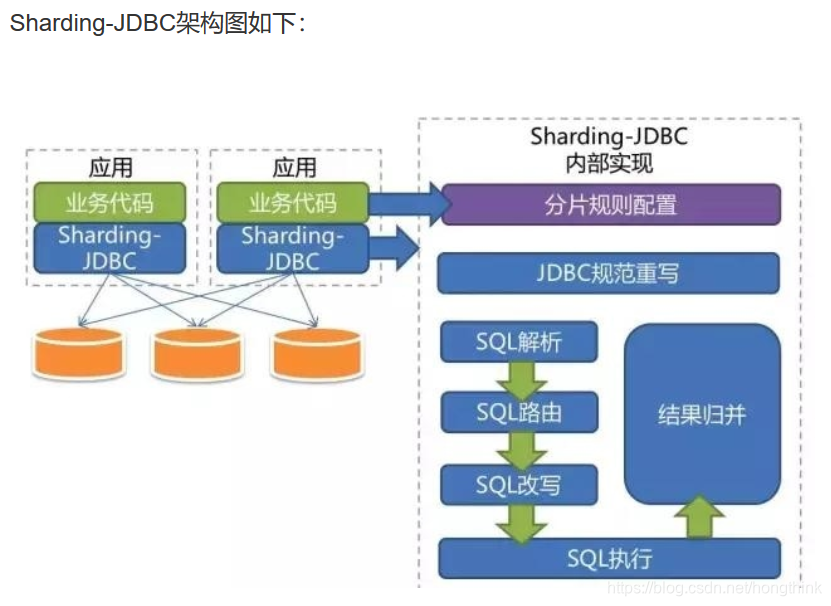 Sharding-JDBC架构图如下：
应用
业务代码
Sharding-
JDBC
应用
业务代码
Sharding-
JDBC
Sharding-JDBC
内部实现
分片规则配置
JDBC规范重写
SQL解析
SQL路由
SQL改写
结果归并
SQL执行
https://blog.csdn.net/hongthink